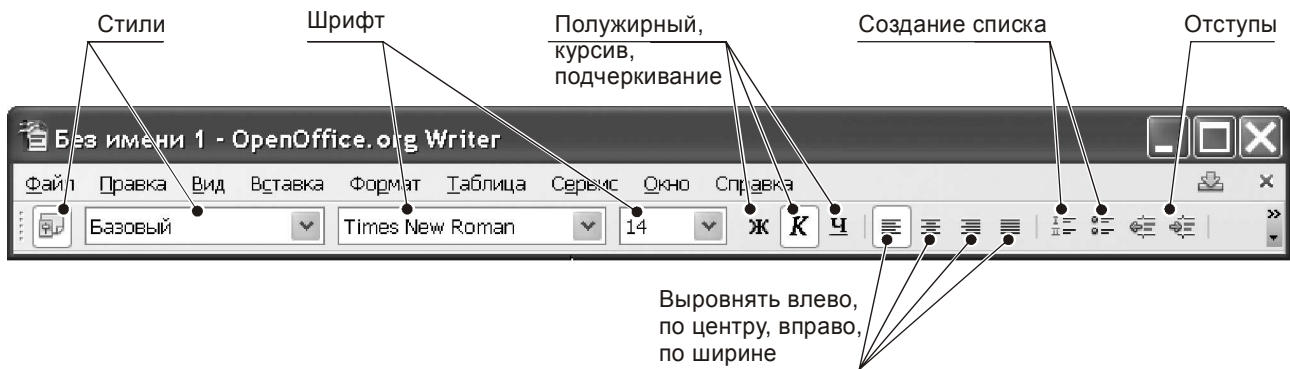 Стили
Шрифт
Полужирный,
курсив,
подчеркивание
Создание списка
Отступы
Без имени 1 - OpenOffice.org Writer
Файл Правка Вид Вставка Формат Таблица Сервис Окно Справка
Базовый Times New Roman 14 Ж К Ч
Выровнять влево,
по центру, вправо,
по ширине